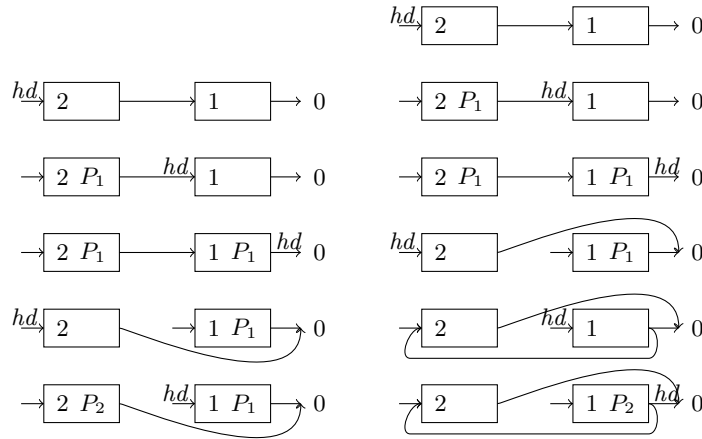 hd 2 1 0
2 P₁ hd 1 0
2 P₁ 1 P₁ hd 0
hd 2 1 P₁ 0
2 P₂ hd 1 P₁ 0
hd 2 1 0
2 P₁ hd 1 0
2 P₁ 1 P₁ hd 0
hd 2 1 P₁ 0
2 hd 1 0
2 1 P₂ hd 0